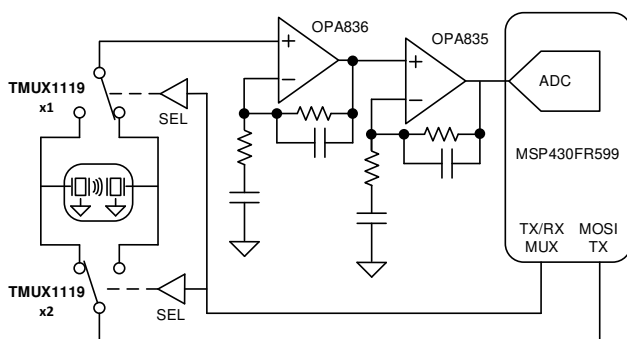 OPA836
+
−
OPA835
+
−
ADC
TMUX1119
x1
SEL
MSP430FR599
TX/RX
MUX
MOSI
TX
TMUX1119
x2
SEL